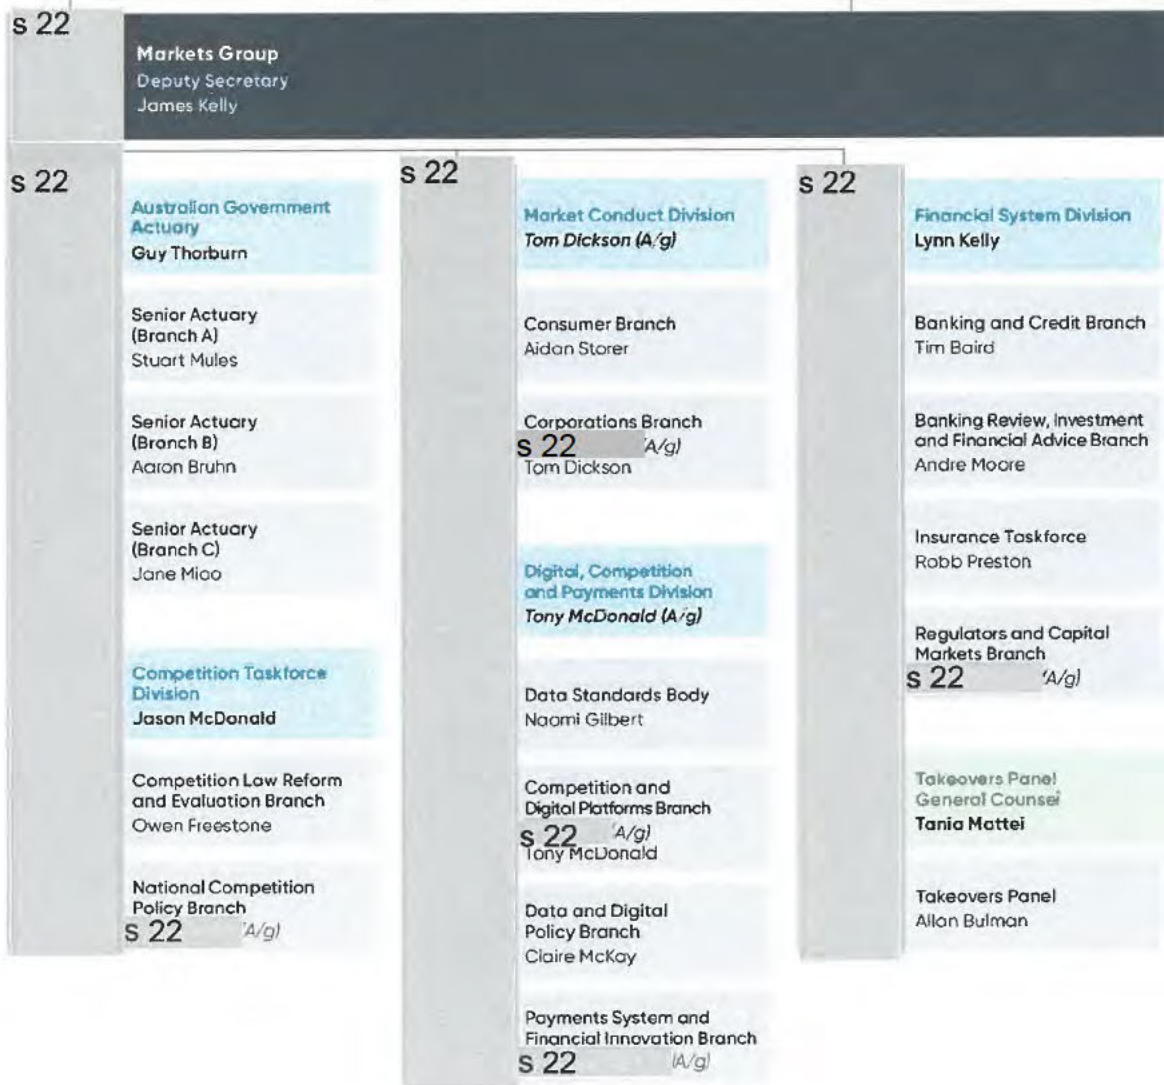 s 22
Markets Group
Deputy Secretary
James Kelly
s 22
Australian Government
Actuary
Guy Thorburn
Senior Actuary
(Branch A)
Stuart Mules
Senior Actuary
(Branch B)
Aaron Bruhn
Senior Actuary
(Branch C)
Jane Miao
Competition Taskforce
Division
Jason McDonald
Competition Law Reform
and Evaluation Branch
Owen Freestone
National Competition
Policy Branch
s 22 (A/g)
s 22
Market Conduct Division
Tom Dickson (A/g)
Consumer Branch
Aidan Storer
Corporations Branch
s 22 (A/g)
Tom Dickson
Digital, Competition
and Payments Division
Tony McDonald (A/g)
Data Standards Body
Naomi Gilbert
Competition and
Digital Platforms Branch
s 22 (A/g)
Tony McDonald
Data and Digital
Policy Branch
Claire McKay
Payments System and
Financial Innovation Branch
s 22 (A/g)
s 22
Financial System Division
Lynn Kelly
Banking and Credit Branch
Tim Baird
Banking Review, Investment
and Financial Advice Branch
Andre Moore
Insurance Taskforce
Robb Preston
Regulators and Capital
Markets Branch
s 22 (A/g)
Takeovers Panel
General Counsel
Tania Mattei
Takeovers Panel
Allan Bulman